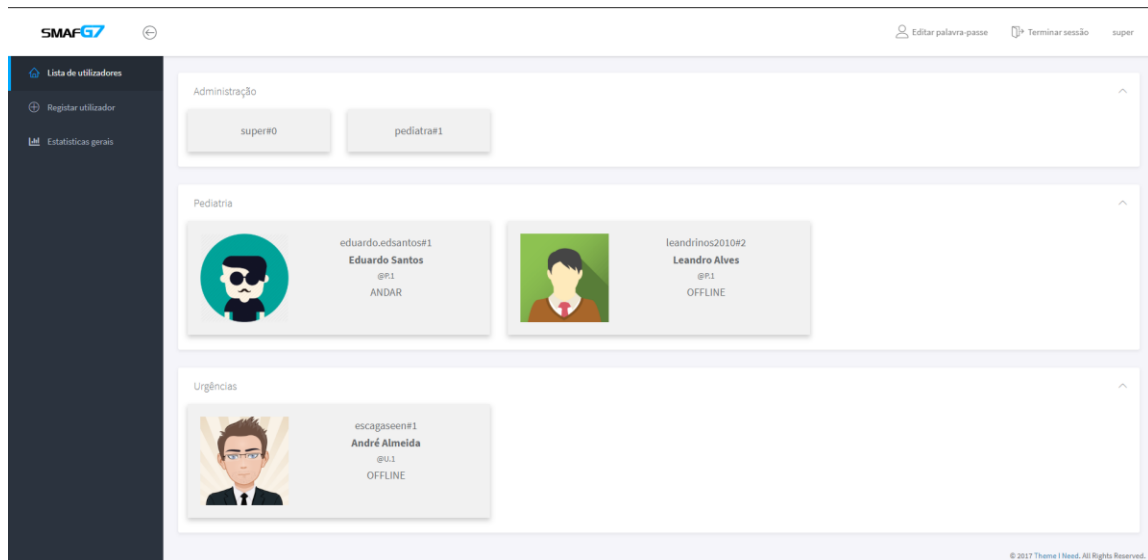 SMAFG7
Editar palavra-passe
Terminar sessão
super
Lista de utilizadores
Registar utilizador
Estatísticas gerais
Administração
super#0
pediatra#1
Pediatria
eduardo.edsantos#1
Eduardo Santos
@P.1
ANDAR
leandrinos2010#2
Leandro Alves
@P.1
OFFLINE
Urgências
escagaseen#1
André Almeida
@U.1
OFFLINE
© 2017 Theme I Need. All Rights Reserved.